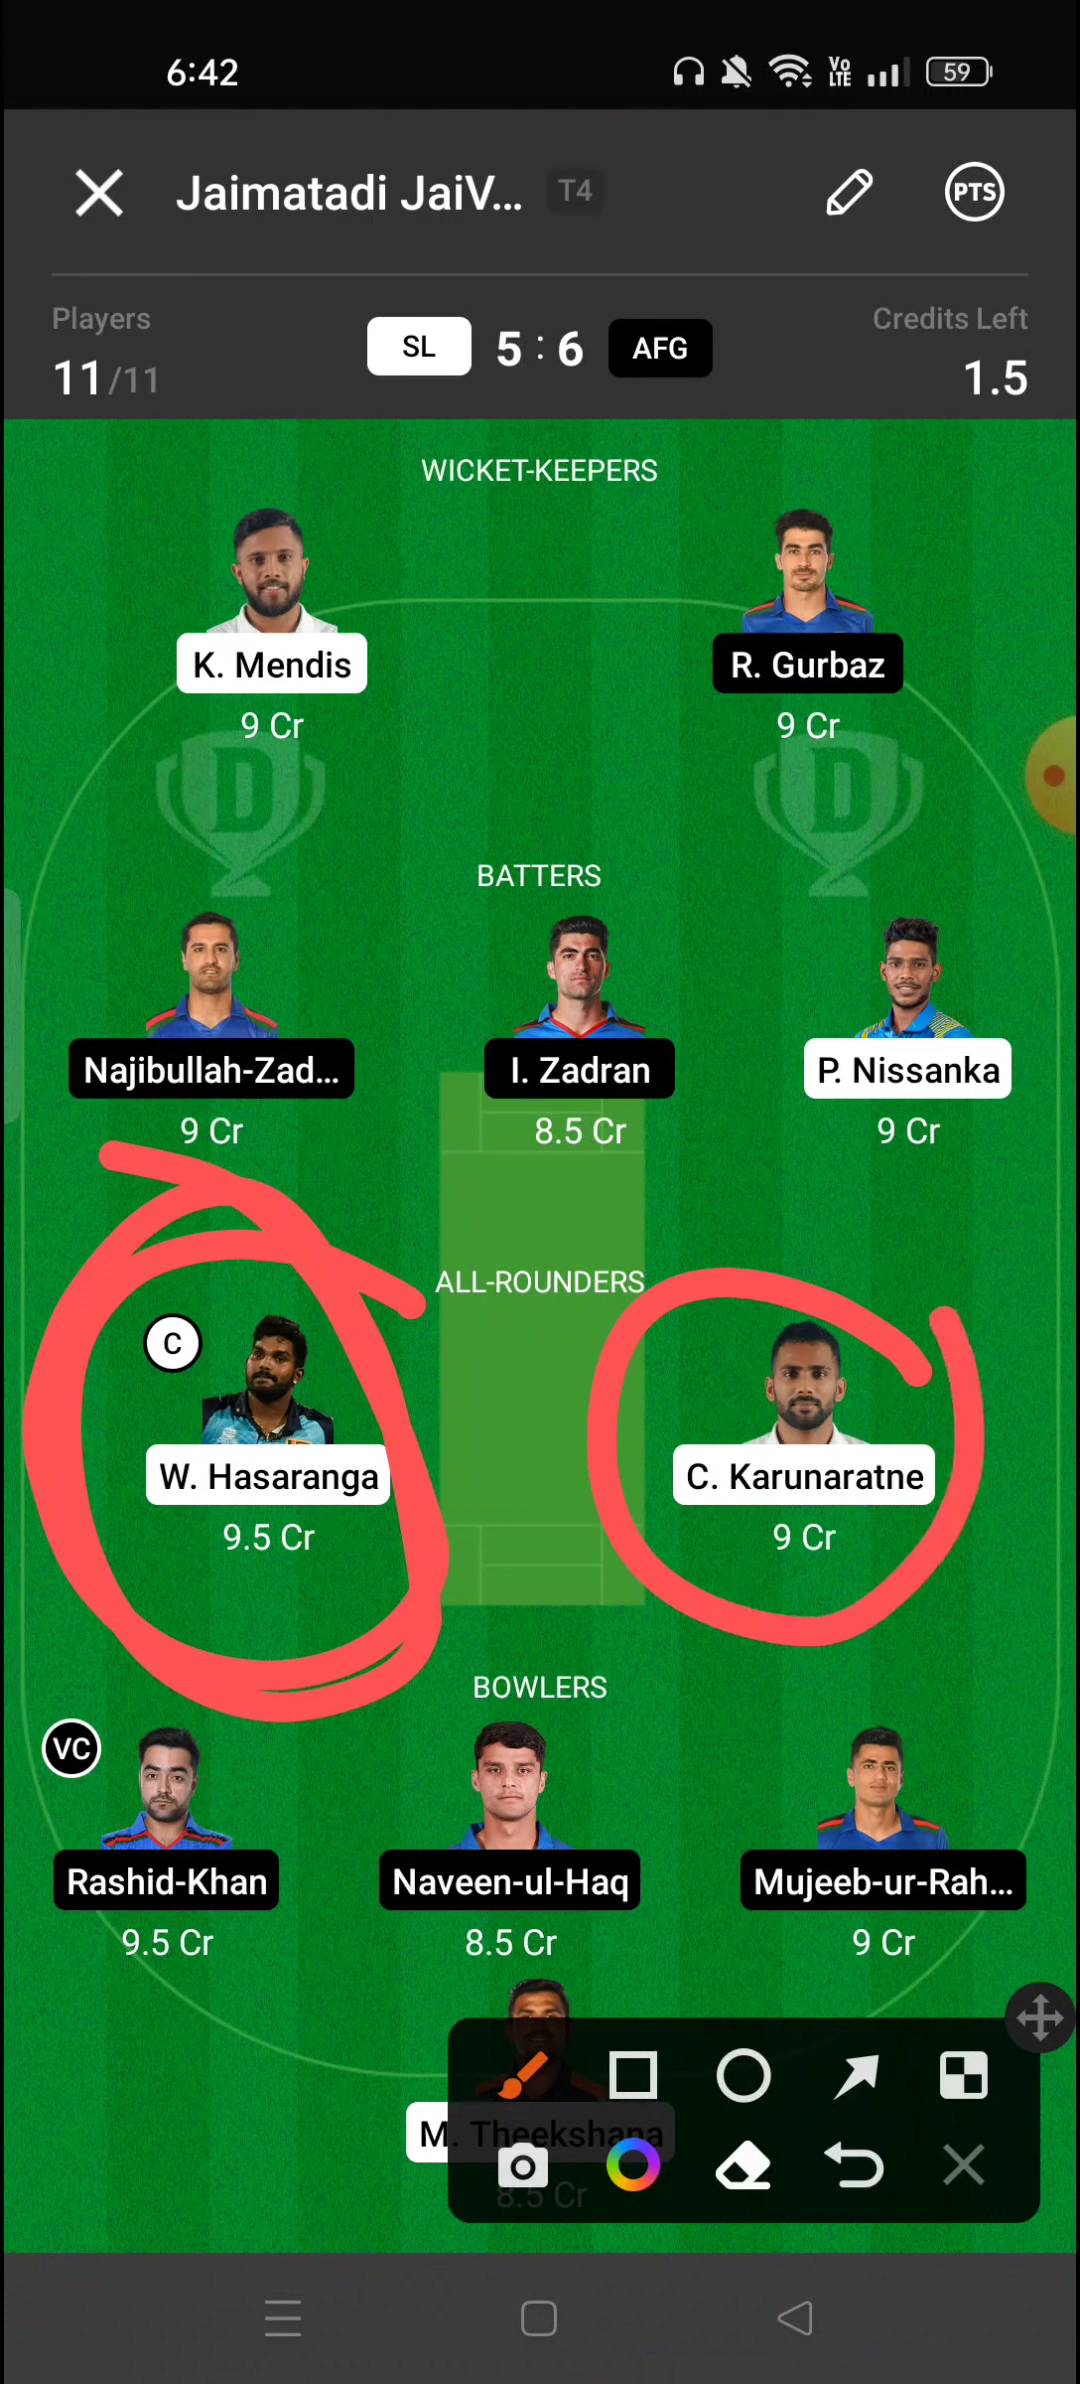 6:42
Vo LTE
59
Jaimatadi JaiV... T4
PTS
Players
Credits Left
11/11
SL 5 : 6 AFG
1.5
WICKET-KEEPERS
K. Mendis
R. Gurbaz
9 Cr
9 Cr
D
D
BATTERS
Najibullah-Zad...
I. Zadran
P. Nissanka
9 Cr
8.5 Cr
9 Cr
ALL-ROUNDERS
C
W. Hasaranga
C. Karunaratne
9.5 Cr
9 Cr
BOWLERS
VC
Rashid-Khan
Naveen-ul-Haq
Mujeeb-ur-Rah...
9.5 Cr
8.5 Cr
9 Cr
M. Theekshana
8.5 Cr